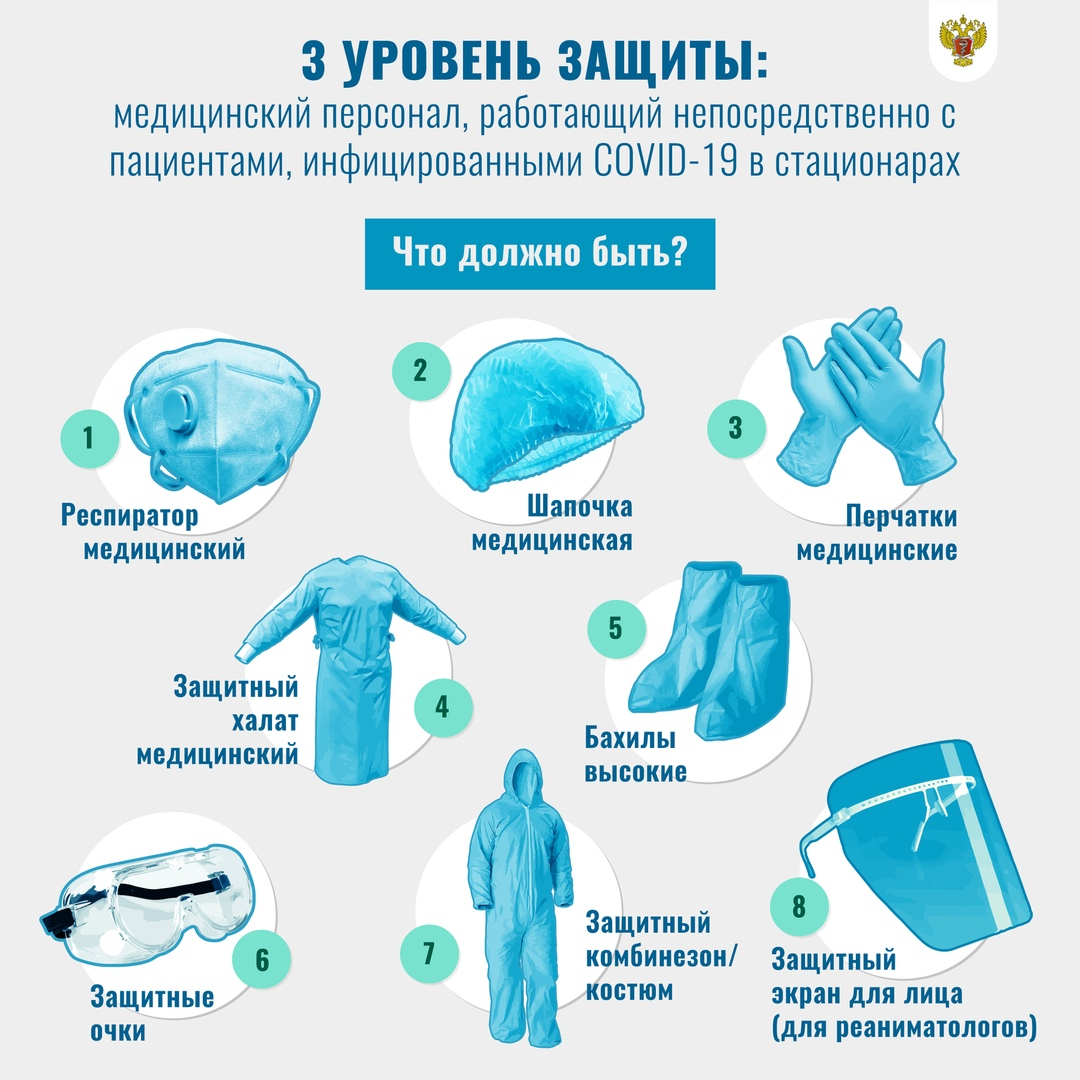 3 УРОВЕНЬ ЗАЩИТЫ:
медицинский персонал, работающий непосредственно с
пациентами, инфицированными COVID-19 в стационарах
Что должно быть?
1
Респиратор
медицинский
2
Шапочка
медицинская
3
Перчатки
медицинские
4
Защитный
халат
медицинский
5
Бахилы
высокие
6
Защитные
очки
7
Защитный
комбинезон/
костюм
8
Защитный
экран для лица
(для реаниматологов)